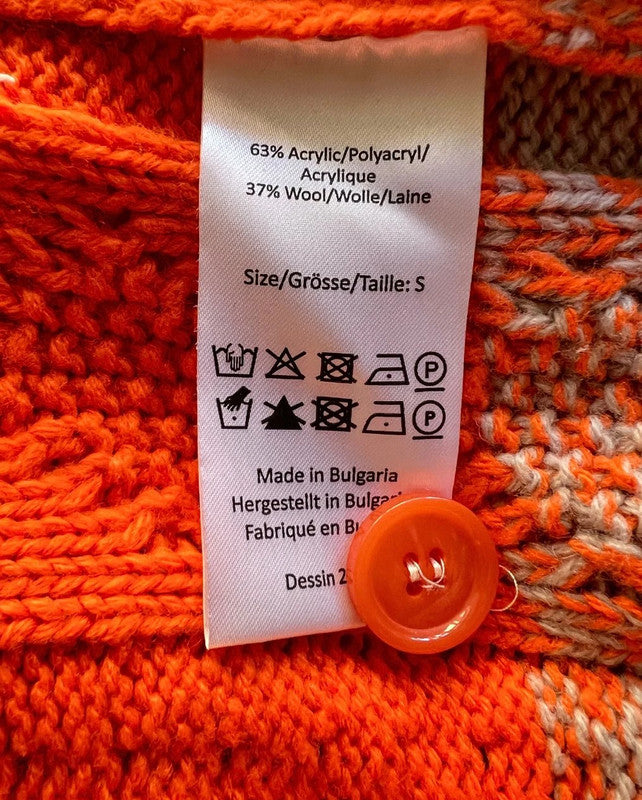 63% Acrylic/Polyacryl/
Acrylique
37% Wool/Wolle/Laine
Size/Grösse/Taille: S
P
P
Made in Bulgaria
Hergestellt in
Fabriqué en
Dessin